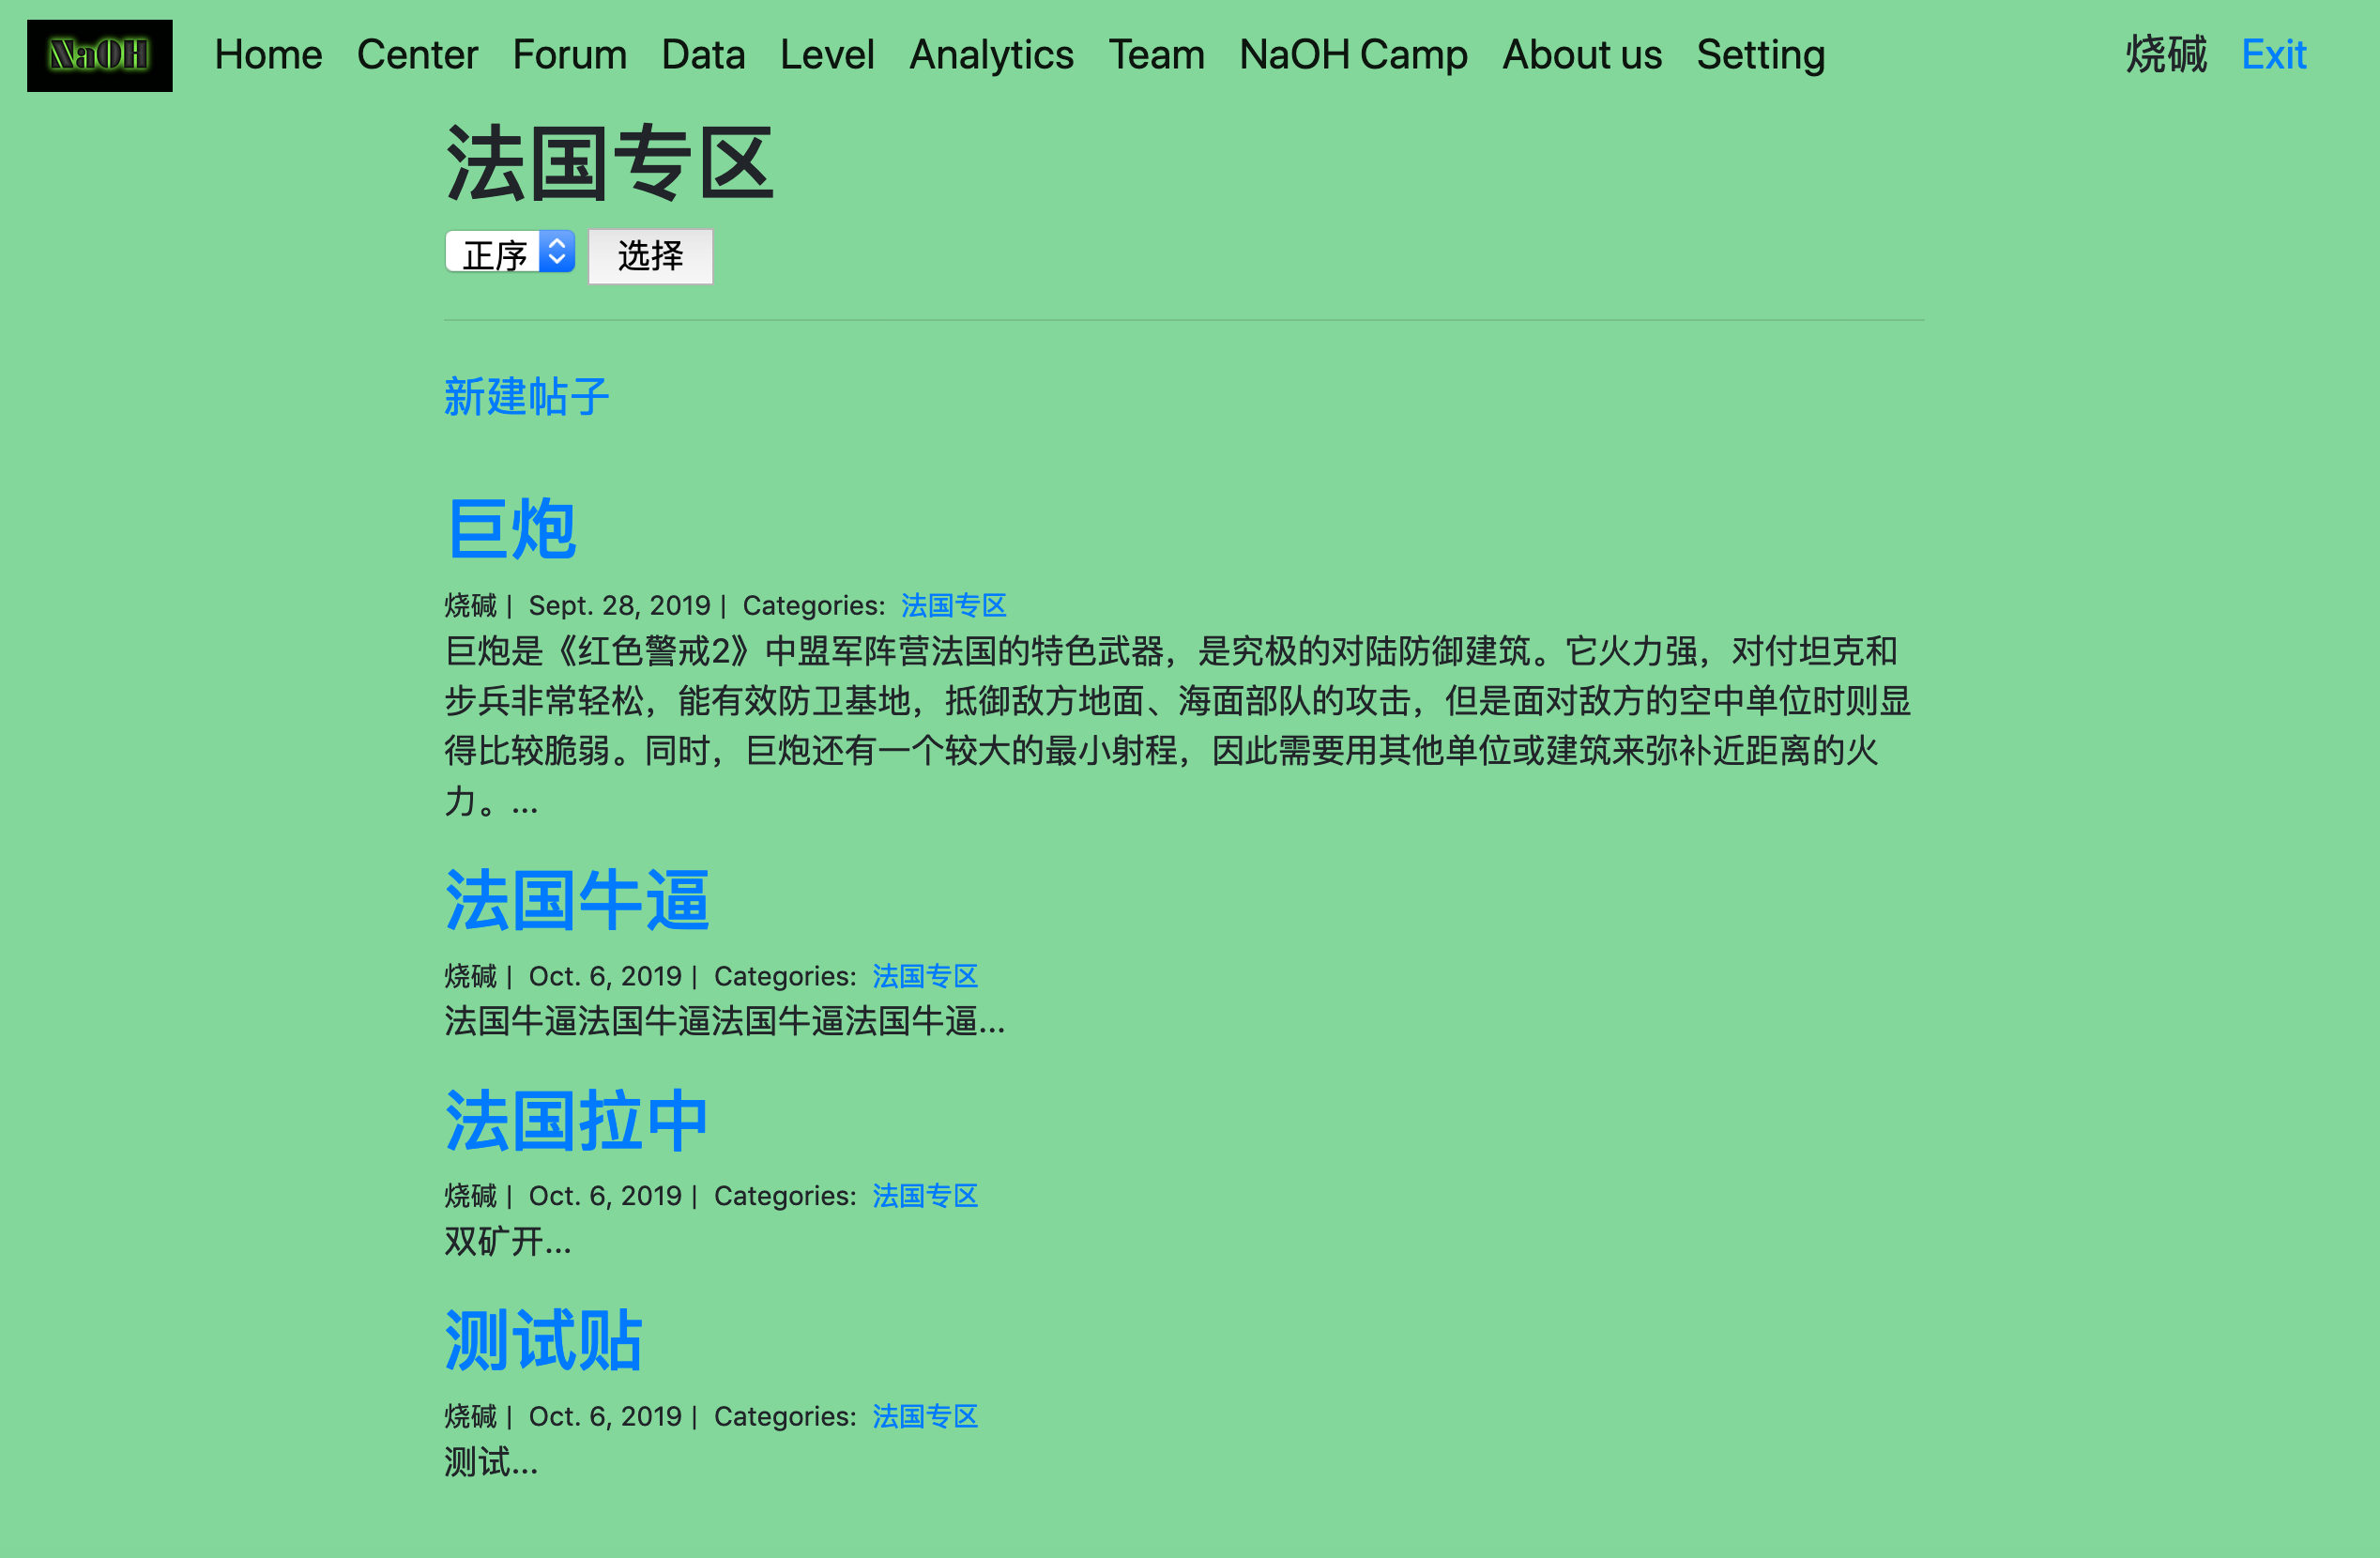 NaOH
Home Center Forum Data Level Analytics Team NaOH Camp About us Setting 烧碱 Exit
法国专区
正序 选择
新建帖子
巨炮
烧碱 | Sept. 28, 2019 | Categories: 法国专区
巨炮是《红色警戒2》中盟军阵营法国的特色武器，是究极的对陆防御建筑。它火力强，对付坦克和
步兵非常轻松，能有效防卫基地，抵御敌方地面、海面部队的攻击，但是面对敌方的空中单位时则显
得比较脆弱。同时，巨炮还有一个较大的最小射程，因此需要用其他单位或建筑来弥补近距离的火
力。...
法国牛逼
烧碱 | Oct. 6, 2019 | Categories: 法国专区
法国牛逼法国牛逼法国牛逼法国牛逼...
法国拉中
烧碱 | Oct. 6, 2019 | Categories: 法国专区
双矿开...
测试贴
烧碱 | Oct. 6, 2019 | Categories: 法国专区
测试...